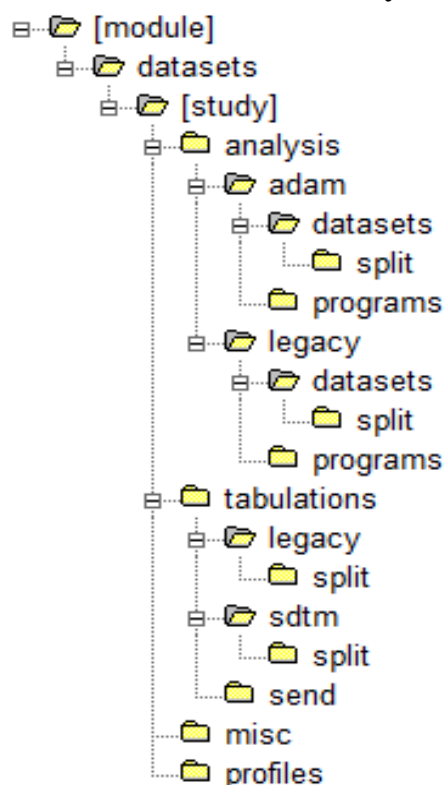 [module]
datasets
[study]
analysis
adam
datasets
split
programs
legacy
datasets
split
programs
tabulations
legacy
split
sdtm
split
send
misc
profiles